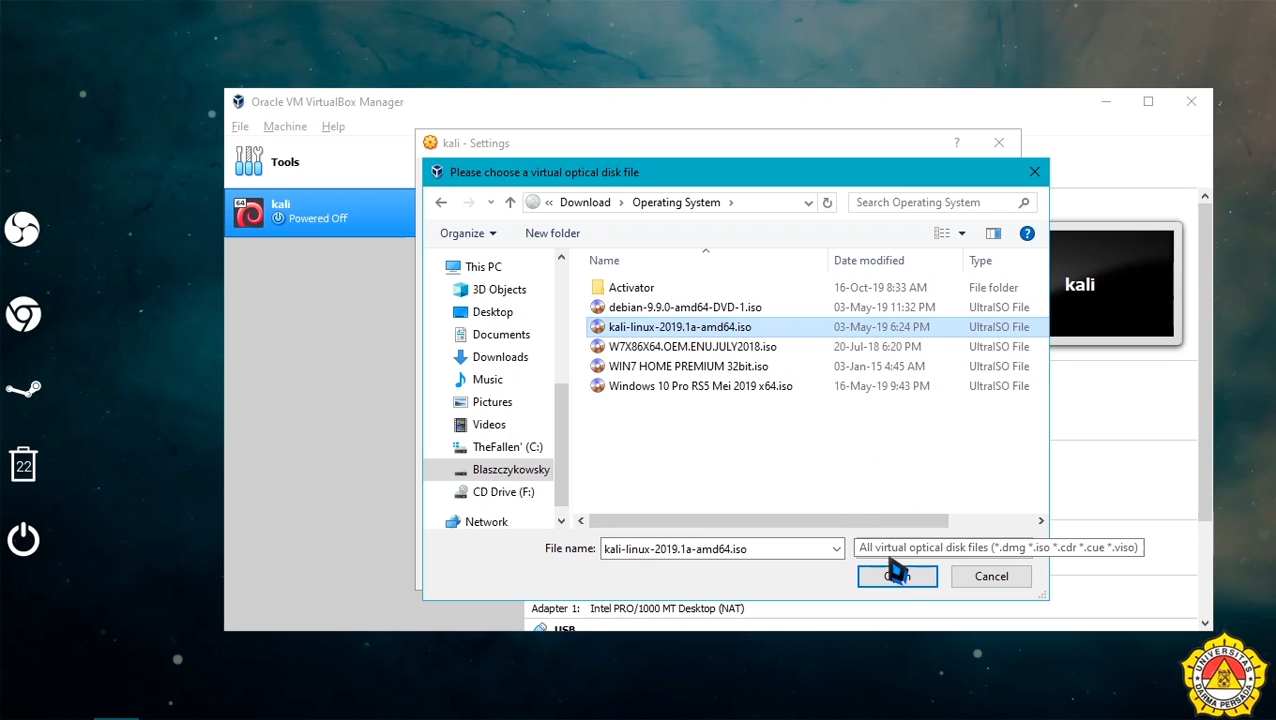 Oracle VM VirtualBox Manager
File Machine Help
Tools
64
kali
Powered Off
kali - Settings
?
Please choose a virtual optical disk file
« Download › Operating System ›
Search Operating System
Organize
New folder
?
This PC
3D Objects
Desktop
Documents
Downloads
Music
Pictures
Videos
TheFallen' (C:)
Blaszczykowsky
CD Drive (F:)
Network
Name Date modified Type
Activator 16-Oct-19 8:33 AM File folder
debian-9.9.0-amd64-DVD-1.iso 03-May-19 11:32 PM UltraISO File
kali-linux-2019.1a-amd64.iso 03-May-19 6:24 PM UltraISO File
W7X86X64.OEM.ENU.JULY2018.iso 20-Jul-18 6:20 PM UltraISO File
WIN7 HOME PREMIUM 32bit.iso 03-Jan-15 4:45 AM UltraISO File
Windows 10 Pro RS5 Mei 2019 x64.iso 16-May-19 9:43 PM UltraISO File
File name: kali-linux-2019.1a-amd64.iso
All virtual optical disk files (*.dmg *.iso *.cdr *.cue *.viso)
Cancel
kali
Adapter 1: Intel PRO/1000 MT Desktop (NAT)
USB
22
UNIVERSITAS
DARMA PERSADA